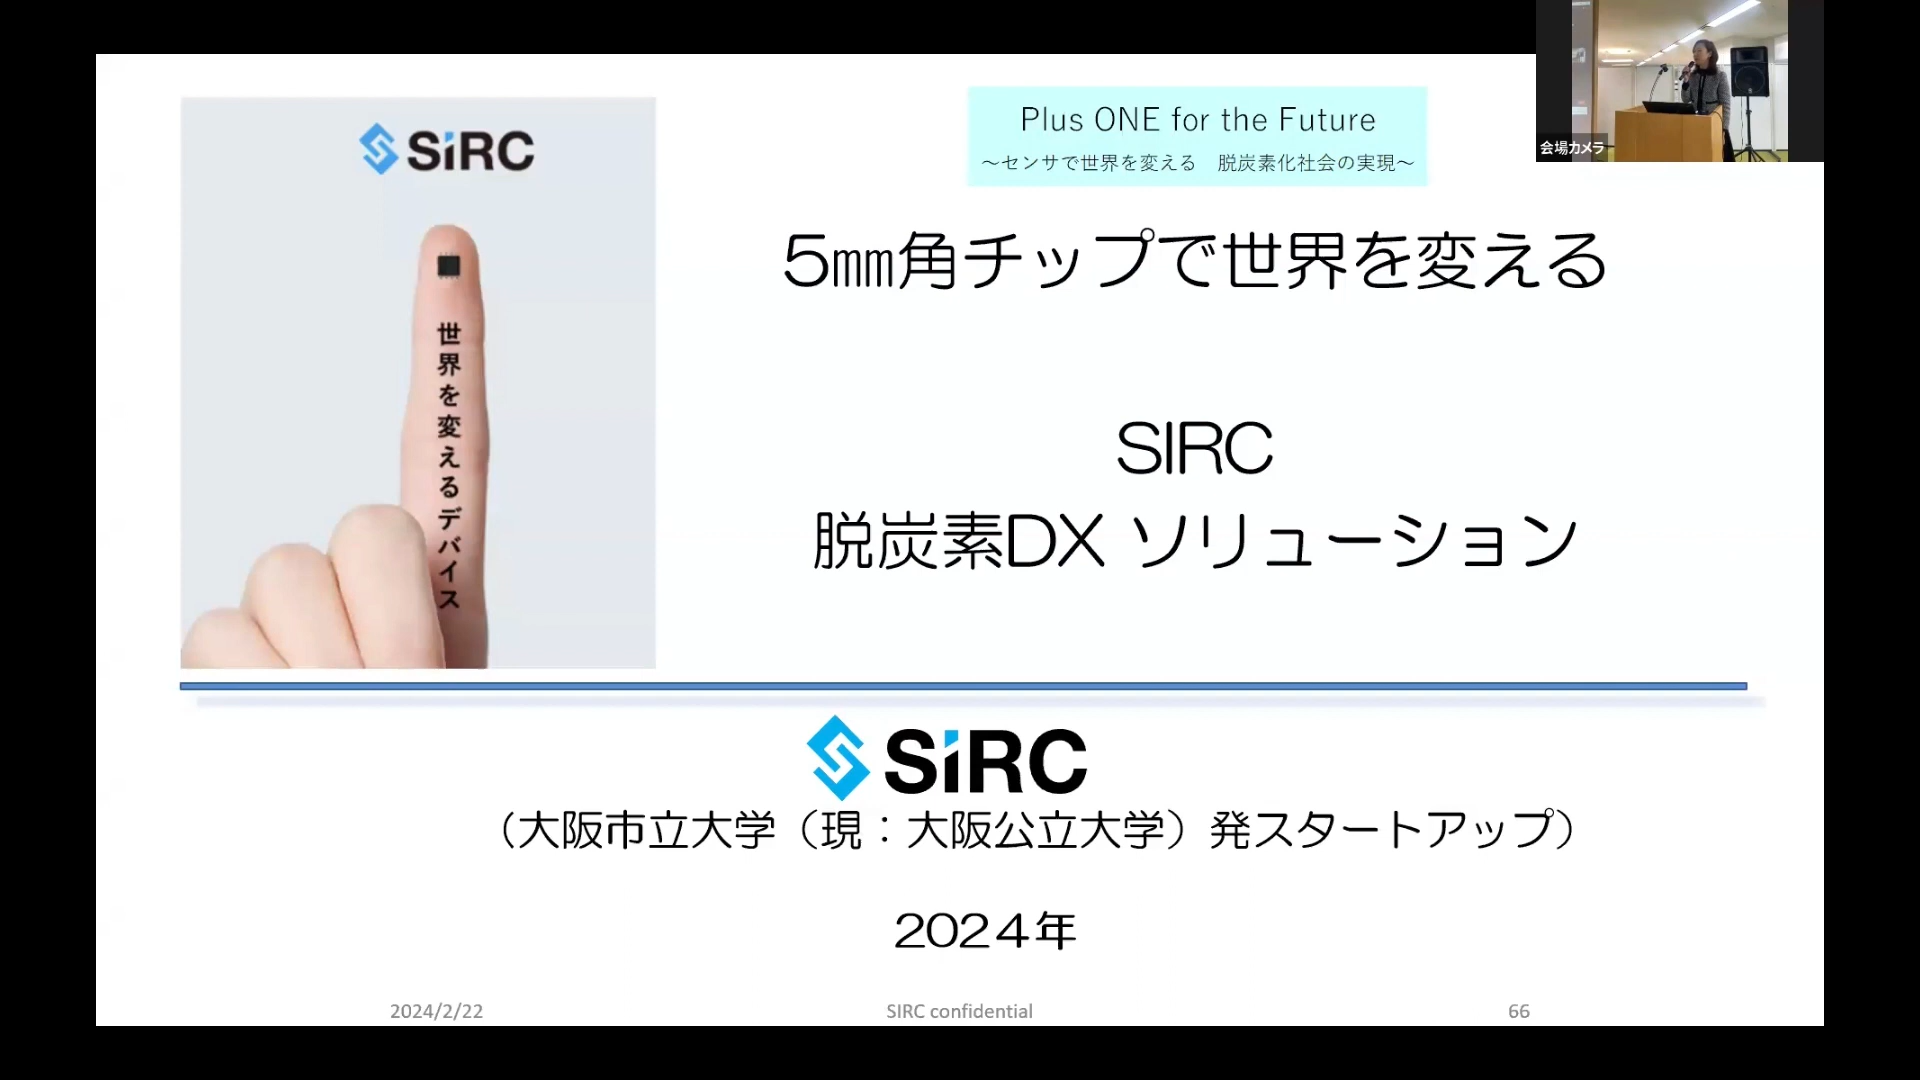 SiRC
世界を変えるデバイス
Plus ONE for the Future
～センサで世界を変える　脱炭素化社会の実現～
会場カメラ
5㎜角チップで世界を変える
SIRC
脱炭素DX ソリューション
SiRC
（大阪市立大学（現：大阪公立大学）発スタートアップ）
２０２４年
2024/2/22
SIRC confidential
66